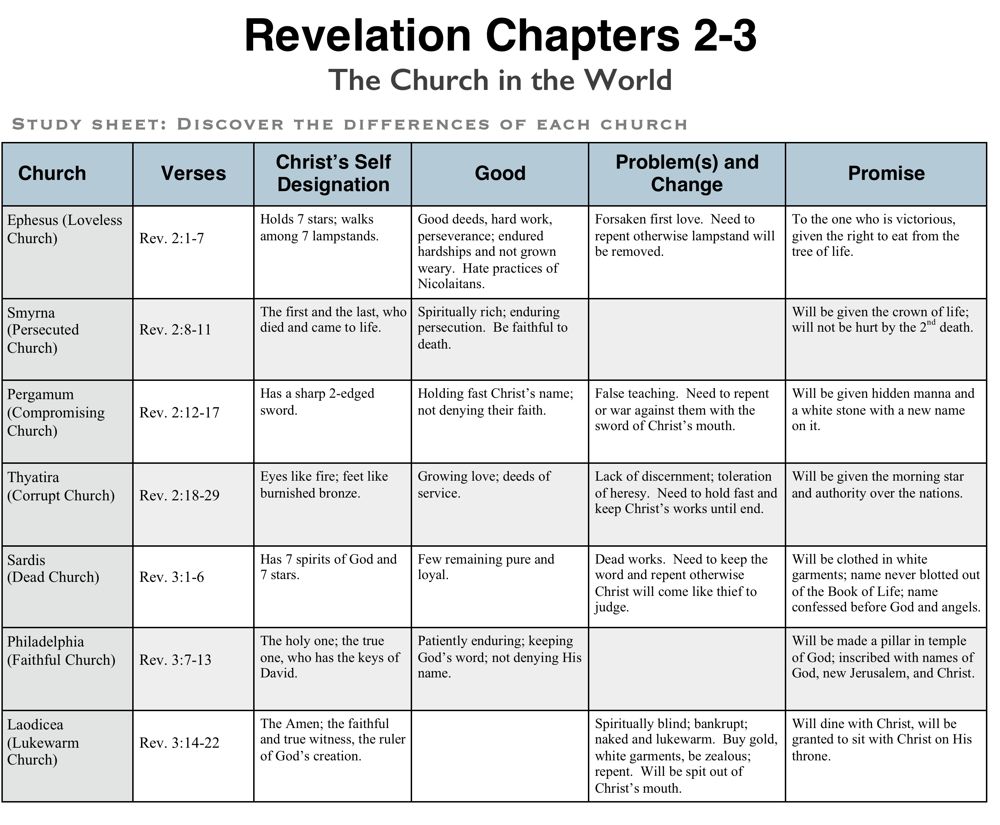 Revelation Chapters 2-3
The Church in the World
Study sheet: Discover the differences of each church
Church
Verses
Christ’s Self
Designation
Good
Problem(s) and
Change
Promise
Ephesus (Loveless
Church)
Rev. 2:1-7
Holds 7 stars; walks
among 7 lampstands.
Good deeds, hard work,
perseverance; endured
hardships and not grown
weary.  Hate practices of
Nicolaitans.
Forsaken first love.  Need to
repent otherwise lampstand will
be removed.
To the one who is victorious,
given the right to eat from the
tree of life.
Smyrna
(Persecuted
Church)
Rev. 2:8-11
The first and the last, who
died and came to life.
Spiritually rich; enduring
persecution.  Be faithful to
death.
Will be given the crown of life;
will not be hurt by the 2nd death.
Pergamum
(Compromising
Church)
Rev. 2:12-17
Has a sharp 2-edged
sword.
Holding fast Christ’s name;
not denying their faith.
False teaching.  Need to repent
or war against them with the
sword of Christ’s mouth.
Will be given hidden manna and
a white stone with a new name
on it.
Thyatira
(Corrupt Church)
Rev. 2:18-29
Eyes like fire; feet like
burnished bronze.
Growing love; deeds of
service.
Lack of discernment; toleration
of heresy.  Need to hold fast and
keep Christ’s works until end.
Will be given the morning star
and authority over the nations.
Sardis
(Dead Church)
Rev. 3:1-6
Has 7 spirits of God and
7 stars.
Few remaining pure and
loyal.
Dead works.  Need to keep the
word and repent otherwise
Christ will come like thief to
judge.
Will be clothed in white
garments; name never blotted out
of the Book of Life; name
confessed before God and angels.
Philadelphia
(Faithful Church)
Rev. 3:7-13
The holy one; the true
one, who has the keys of
David.
Patiently enduring; keeping
God’s word; not denying His
name.
Will be made a pillar in temple
of God; inscribed with names of
God, new Jerusalem, and Christ.
Laodicea
(Lukewarm
Church)
Rev. 3:14-22
The Amen; the faithful
and true witness, the ruler
of God’s creation.
Spiritually blind; bankrupt;
naked and lukewarm.  Buy gold,
white garments, be zealous;
repent.  Will be spit out of
Christ’s mouth.
Will dine with Christ, will be
granted to sit with Christ on His
throne.